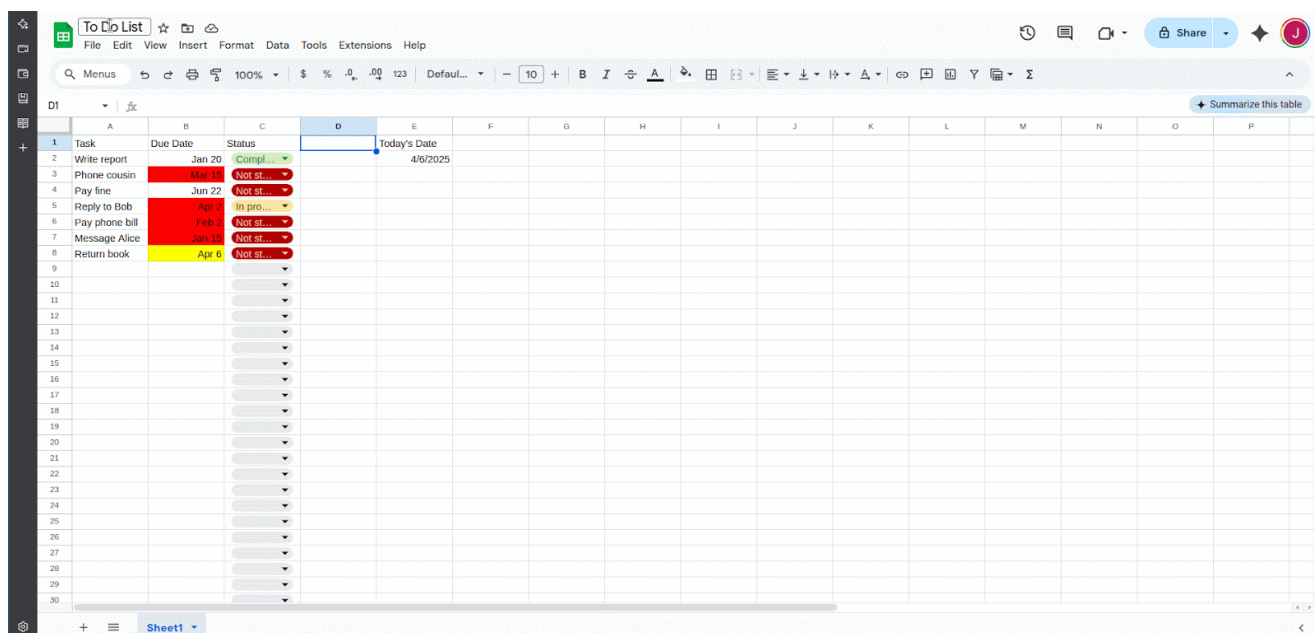 To Do List
File Edit View Insert Format Data Tools Extensions Help
Share
J
Menus 100% $ % .0 .00 123 Defaul... 10 B I A Σ
D1 fx Summarize this table
A B C D E F G H I J K L M N O P
1 Task Due Date Status Today's Date
2 Write report Jan 20 Compl... 4/6/2025
3 Phone cousin Mar 15 Not st...
4 Pay fine Jun 22 Not st...
5 Reply to Bob Apr 2 In pro...
6 Pay phone bill Feb 2 Not st...
7 Message Alice Jan 15 Not st...
8 Return book Apr 6 Not st...
9
10
11
12
13
14
15
16
17
18
19
20
21
22
23
24
25
26
27
28
29
30
Sheet1